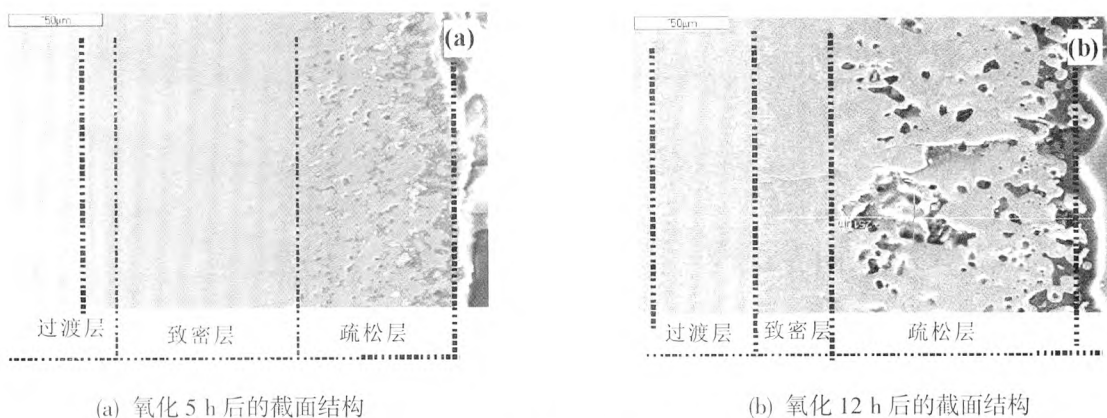 50μm
(a)
过渡层
致密层
疏松层
(a) 氧化 5 h 后的截面结构
50μm
(b)
过渡层
致密层
疏松层
(b) 氧化 12 h 后的截面结构